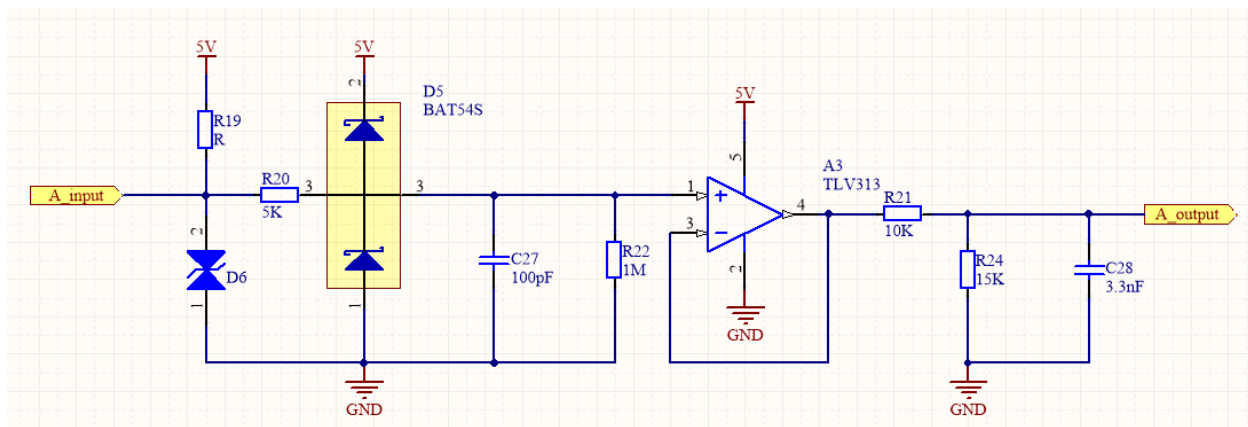 5V
5V
2
D5
BAT54S
5V
R19
R
5
A3
TLV313
A_input
R20
5K
3
3
1
+
3
−
4
R21
10K
A_output
2
D6
1
C27
100pF
R22
1M
2
R24
15K
C28
3.3nF
1
GND
GND
GND